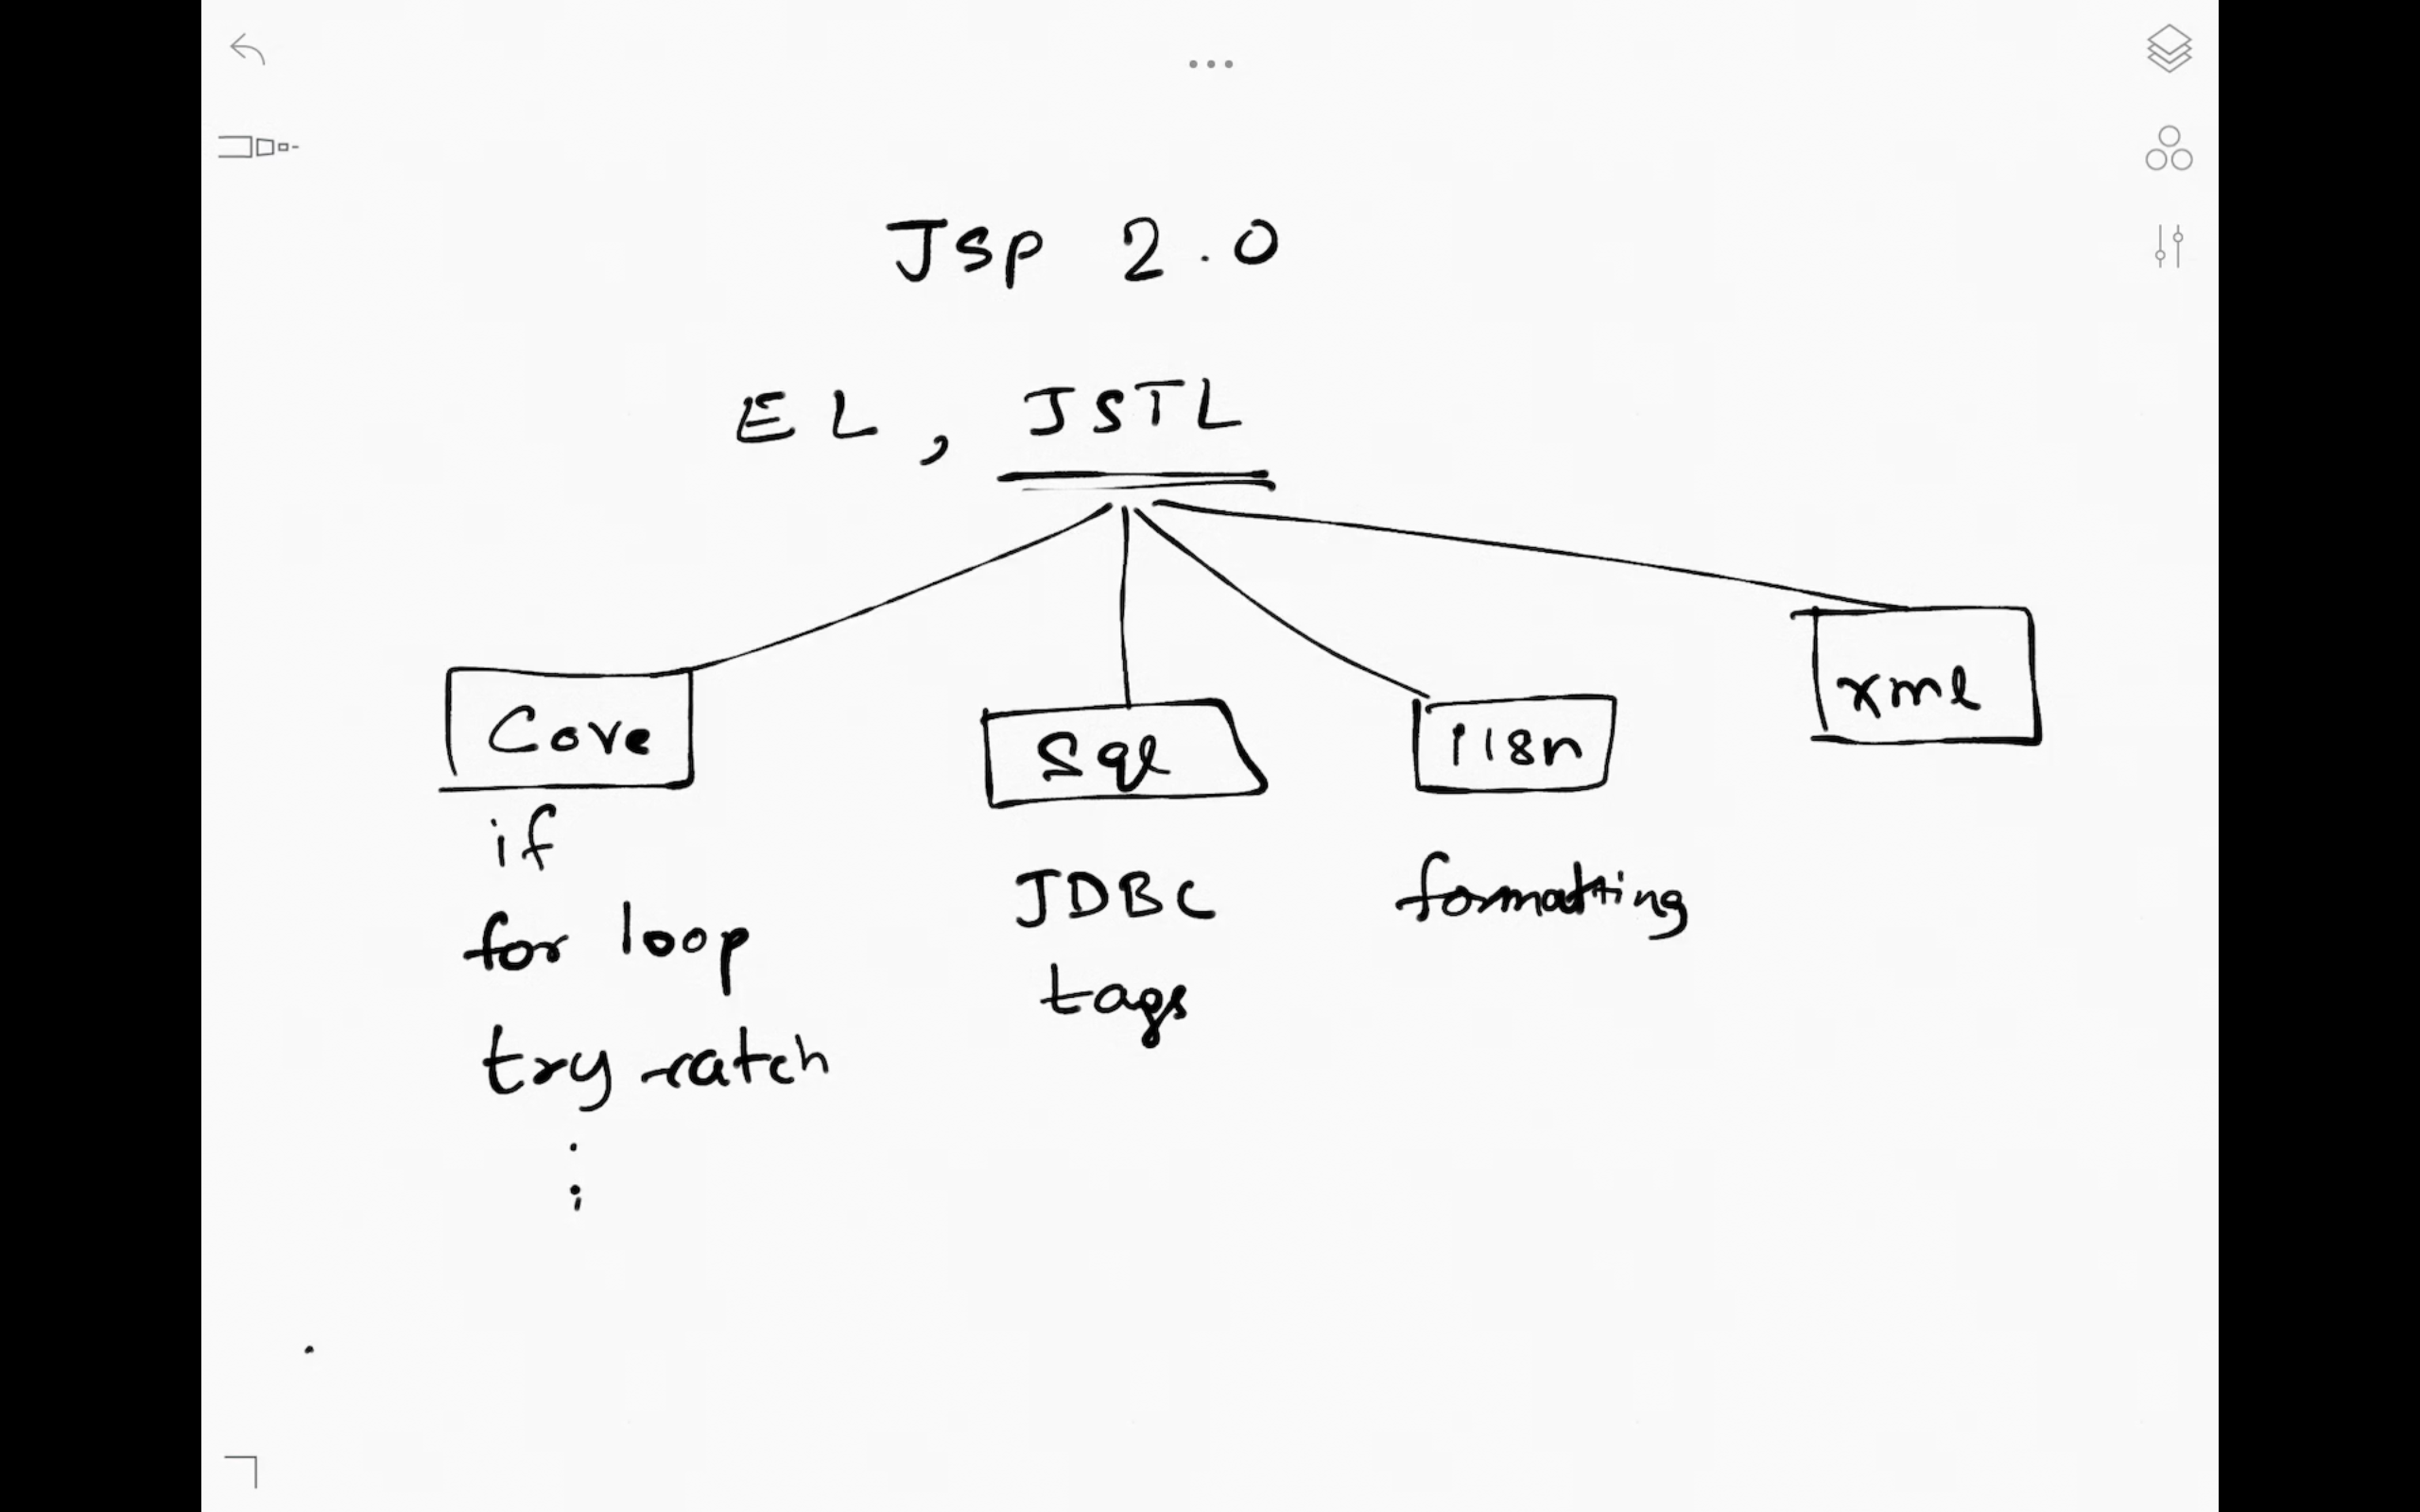 Jsp 2.0
EL, JSTL
Core
Sql
i18n
xml
if
for loop
try catch
JDBC
tags
formatting